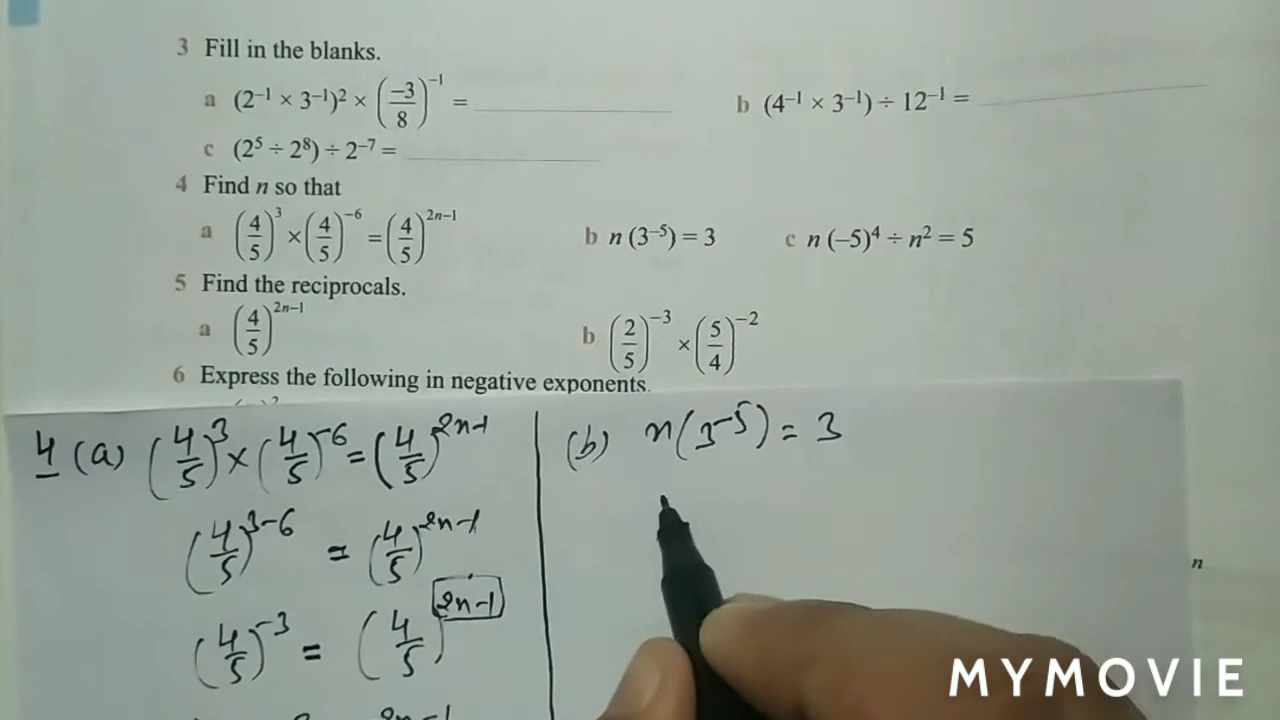 3 Fill in the blanks.
a (2⁻¹ × 3⁻¹)² × (−3/8)⁻¹ = ________ b (4⁻¹ × 3⁻¹) ÷ 12⁻¹ = ________
c (2⁵ ÷ 2⁸) ÷ 2⁻⁷ = ________
4 Find n so that
a (4/5)³ × (4/5)⁻⁶ = (4/5)²ⁿ⁻¹ b n (3⁻⁵) = 3 c n (−5)⁴ ÷ n² = 5
5 Find the reciprocals.
a (4/5)²ⁿ⁻¹ b (2/5)⁻³ × (5/4)⁻²
6 Express the following in negative exponents.
4 (a) (4/5)³ × (4/5)⁻⁶ = (4/5)²ⁿ⁻¹
(4/5)³⁻⁶ = (4/5)²ⁿ⁻¹
(4/5)⁻³ = (4/5)²ⁿ⁻¹
(b) n(3⁻⁵) = 3
n
MYMOVIE